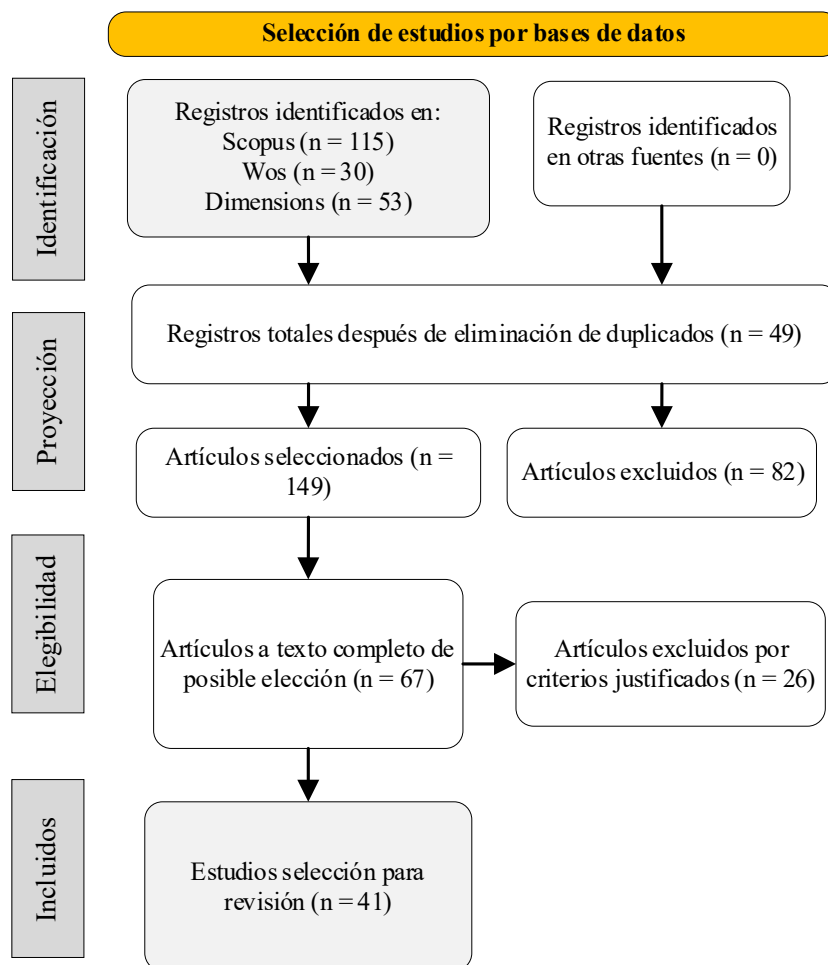 Selección de estudios por bases de datos
Identificación
Registros identificados en:
Scopus (n = 115)
Wos (n = 30)
Dimensions (n = 53)
Registros identificados
en otras fuentes (n = 0)
Proyección
Registros totales después de eliminación de duplicados (n = 49)
Artículos seleccionados (n =
149)
Artículos excluidos (n = 82)
Elegibilidad
Artículos a texto completo de
posible elección (n = 67)
Artículos excluidos por
criterios justificados (n = 26)
Incluidos
Estudios selección para
revisión (n = 41)